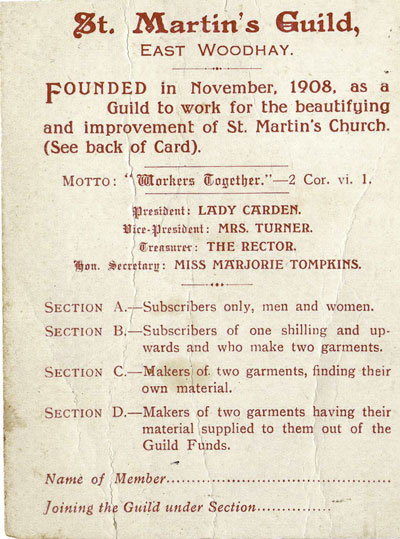 St. Martin's Guild,
EAST WOODHAY.
FOUNDED in November, 1908, as a
Guild to work for the beautifying
and improvement of St. Martin's Church.
(See back of Card).
MOTTO: "Workers Together."—2 Cor. vi. 1.
President: LADY CARDEN.
Vice-President: MRS. TURNER.
Treasurer: THE RECTOR.
Hon. Secretary: MISS MARJORIE TOMPKINS.
SECTION A.—Subscribers only, men and women.
SECTION B.—Subscribers of one shilling and up-
wards and who make two garments.
SECTION C.—Makers of two garments, finding their
own material.
SECTION D.—Makers of two garments having their
material supplied to them out of the
Guild Funds.
Name of Member.............................................
Joining the Guild under Section...............